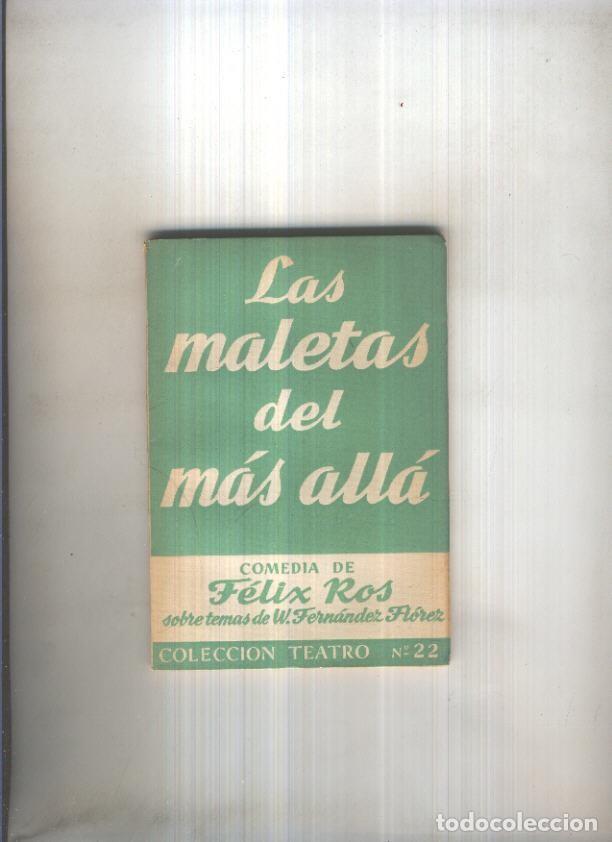 Las
maletas
del
más allá
COMEDIA DE
Félix Ros
sobre temas de W. Fernández Flórez
COLECCION TEATRO Nº 22
todocoleccion